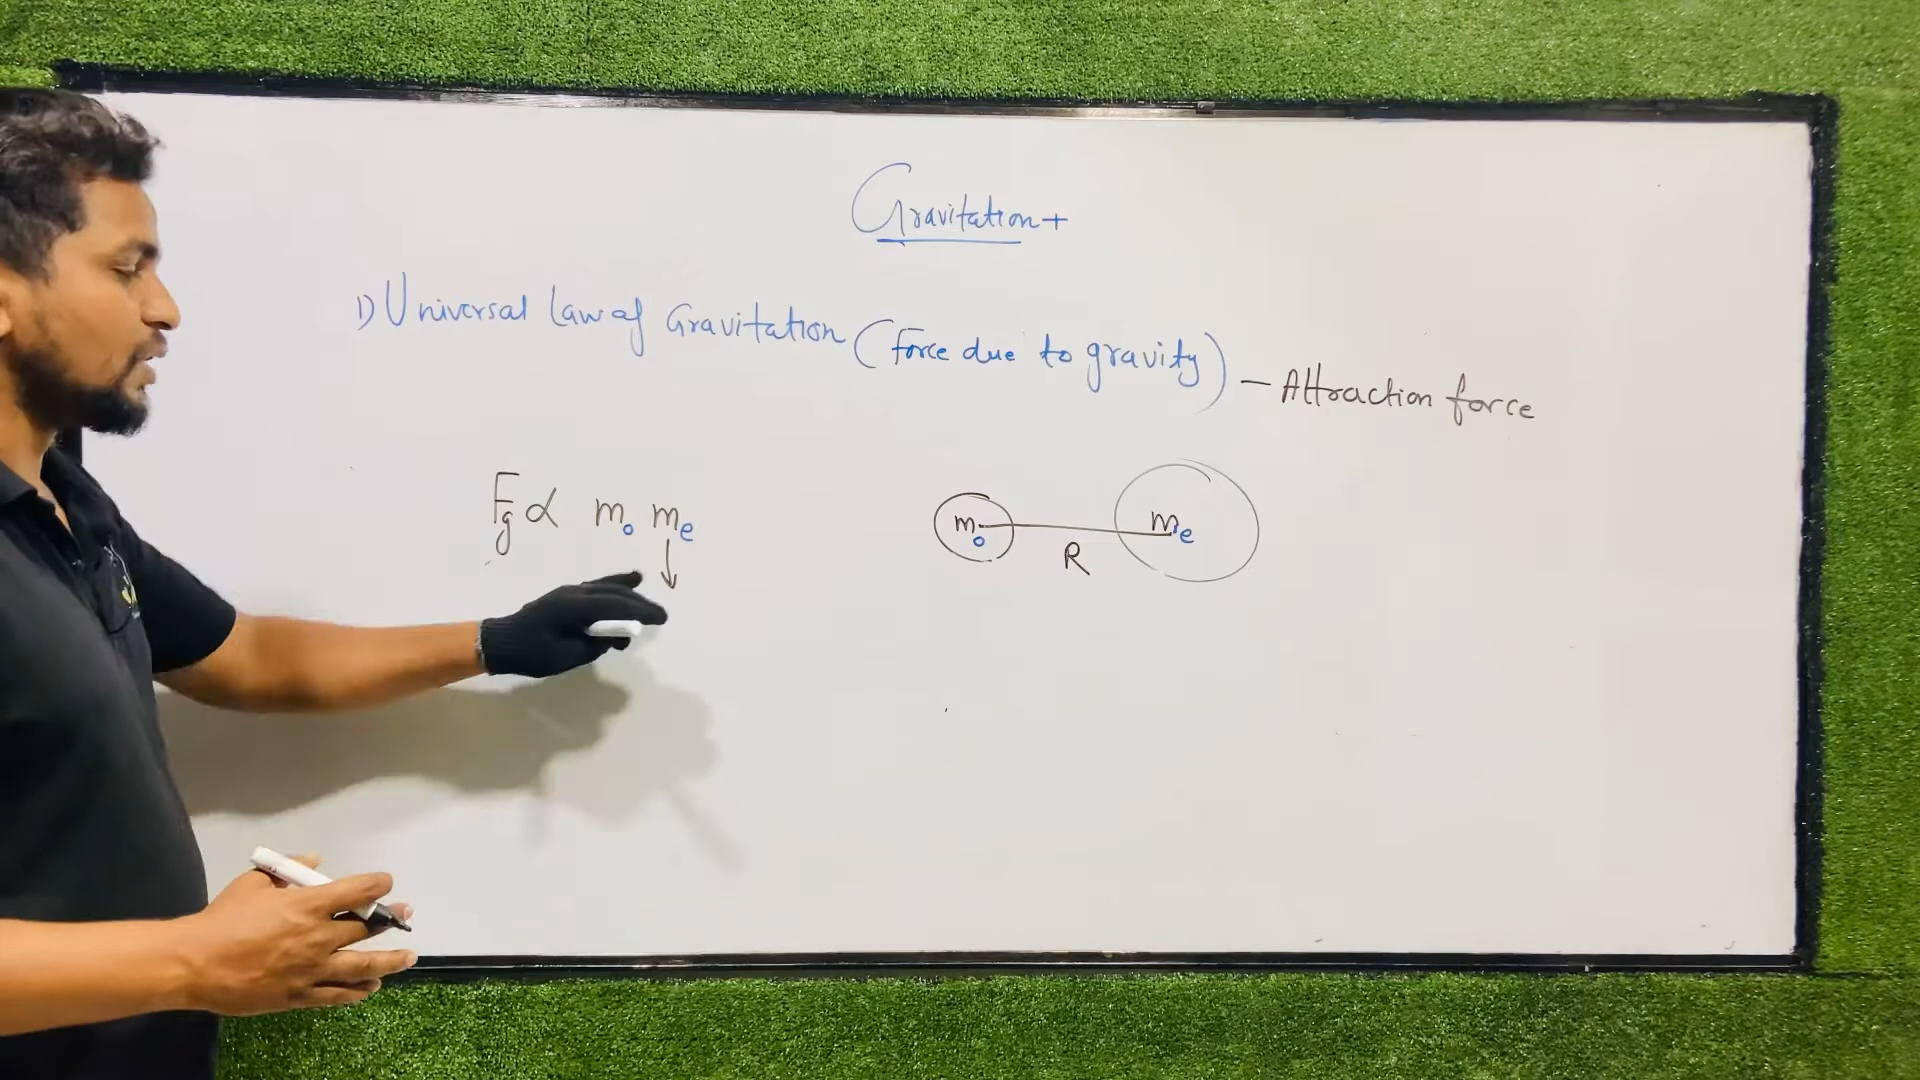 Gravitation+
1) Universal Law of Gravitation (Force due to gravity) – Attraction force
Fg ∝ mo me
mo R me